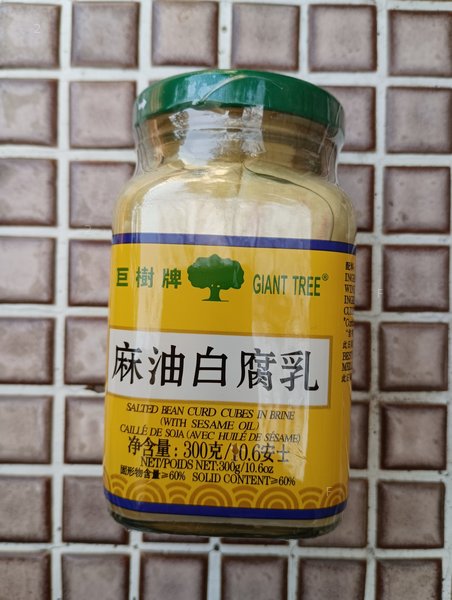 巨樹牌 GIANT TREE®
麻油白腐乳
SALTED BEAN CURD CUBES IN BRINE
(WITH SESAME OIL)
CAILLÉ DE SOJA (AVEC HUILE DE SÉSAME)
净含量:300克/10.6安士
NET/POIDS NET:300g/10.6oz
固形物含量≥60% SOLID CONTENT≥60%